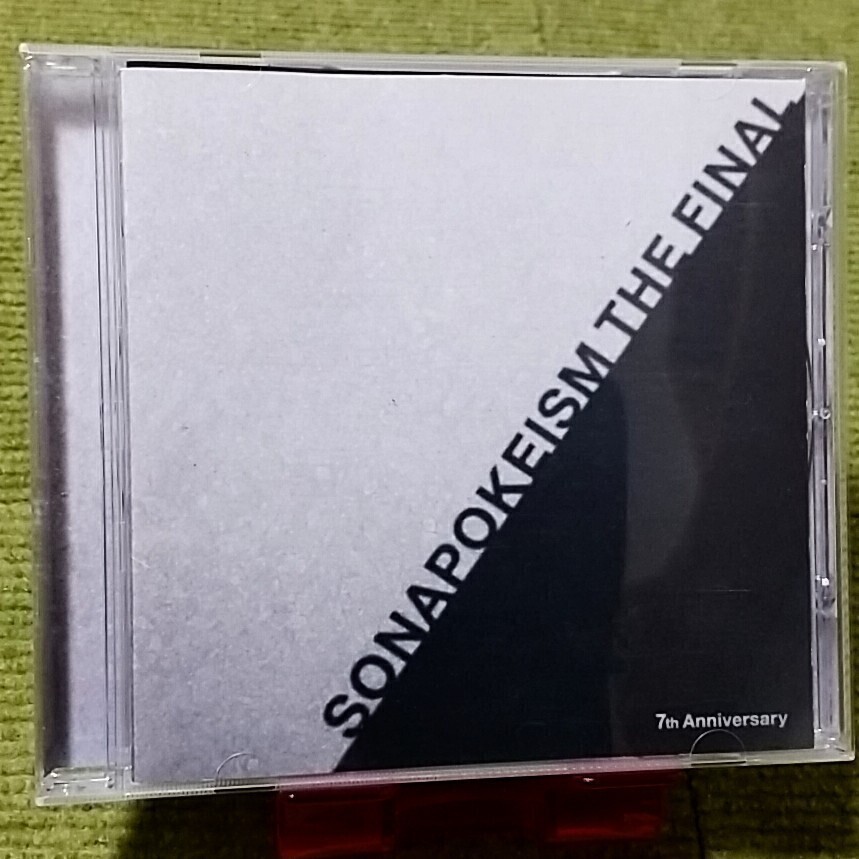 SONAPOKEISM THE FINAL
7th Anniversary